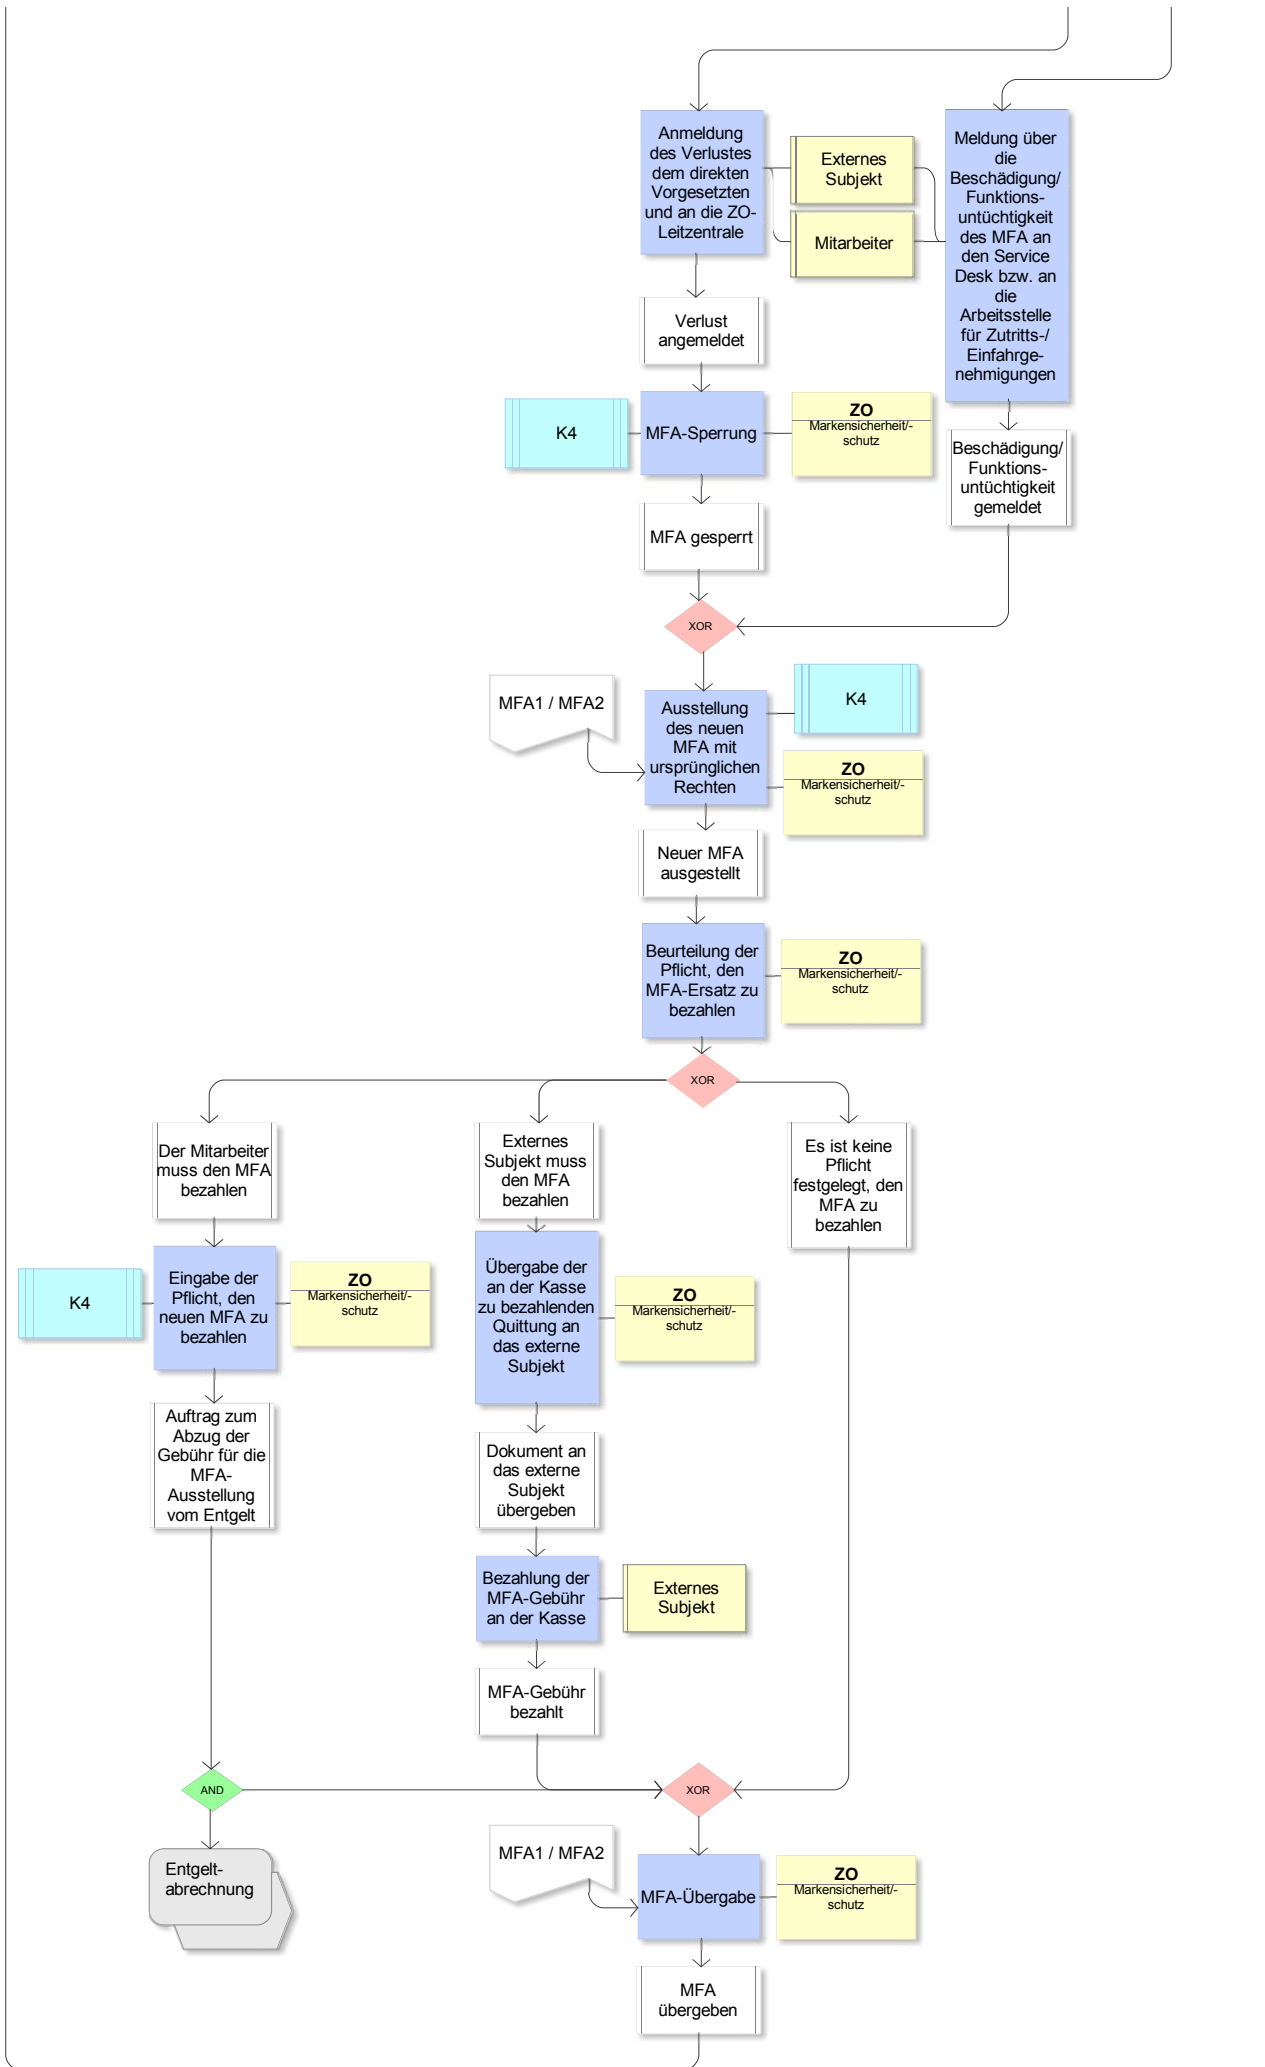 Anmeldung
des Verlustes
dem direkten
Vorgesetzten
und an die ZO-
Leitzentrale
Externes
Subjekt
Mitarbeiter
Meldung über
die
Beschädigung/
Funktions-
untüchtigkeit
des MFA an
den Service
Desk bzw. an
die
Arbeitsstelle
für Zutritts-/
Einfahrge-
nehmigungen
Verlust
angemeldet
K4
MFA-Sperrung
ZO
Markensicherheit/-
schutz
Beschädigung/
Funktions-
untüchtigkeit
gemeldet
MFA gesperrt
XOR
MFA1 / MFA2
Ausstellung
des neuen
MFA mit
ursprünglichen
Rechten
K4
ZO
Markensicherheit/-
schutz
Neuer MFA
ausgestellt
Beurteilung der
Pflicht, den
MFA-Ersatz zu
bezahlen
ZO
Markensicherheit/-
schutz
XOR
Der Mitarbeiter
muss den MFA
bezahlen
Externes
Subjekt muss
den MFA
bezahlen
Es ist keine
Pflicht
festgelegt, den
MFA zu
bezahlen
K4
Eingabe der
Pflicht, den
neuen MFA zu
bezahlen
ZO
Markensicherheit/-
schutz
Übergabe der
an der Kasse
zu bezahlenden
Quittung an
das externe
Subjekt
ZO
Markensicherheit/-
schutz
Auftrag zum
Abzug der
Gebühr für die
MFA-
Ausstellung
vom Entgelt
Dokument an
das externe
Subjekt
übergeben
Bezahlung der
MFA-Gebühr
an der Kasse
Externes
Subjekt
MFA-Gebühr
bezahlt
AND
XOR
Entgelt-
abrechnung
MFA1 / MFA2
MFA-Übergabe
ZO
Markensicherheit/-
schutz
MFA
übergeben